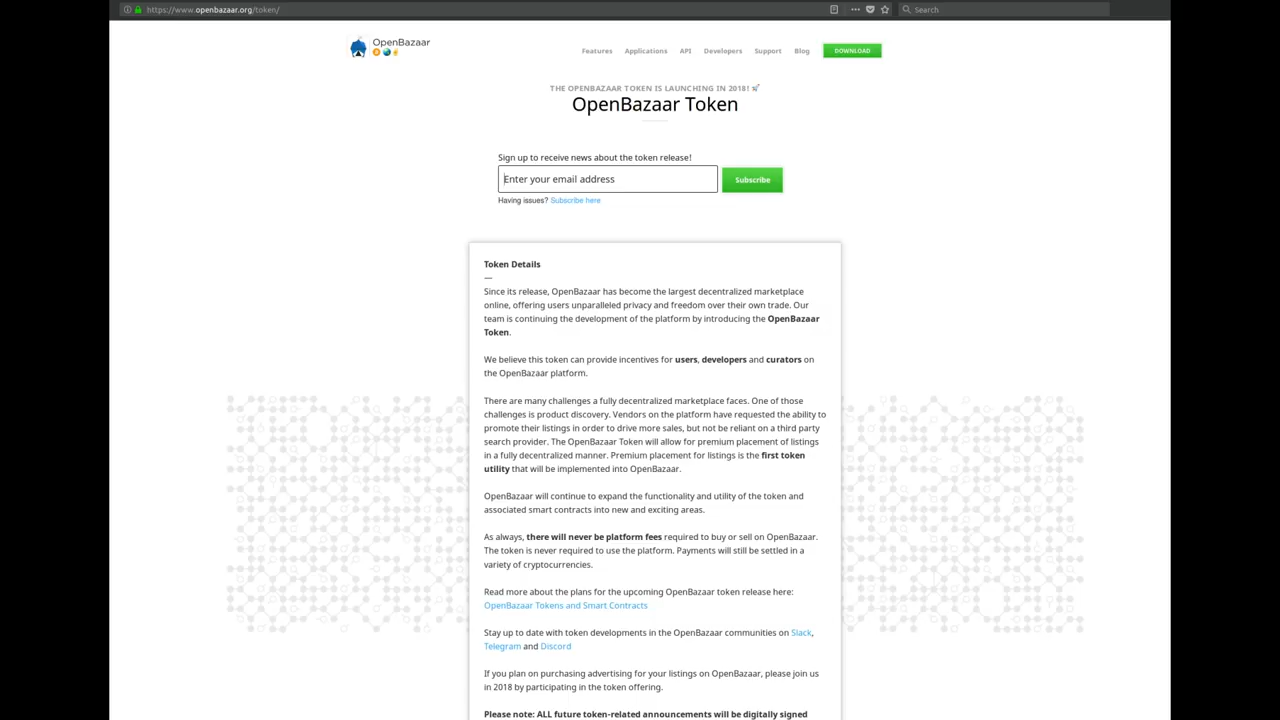 https://www.openbazaar.org/token/
Search
OpenBazaar
Features Applications API Developers Support Blog DOWNLOAD
THE OPENBAZAAR TOKEN IS LAUNCHING IN 2018! 🚀
OpenBazaar Token
Sign up to receive news about the token release!
Enter your email address
Subscribe
Having issues? Subscribe here
Token Details
—
Since its release, OpenBazaar has become the largest decentralized marketplace
online, offering users unparalleled privacy and freedom over their own trade. Our
team is continuing the development of the platform by introducing the OpenBazaar
Token.
We believe this token can provide incentives for users, developers and curators on
the OpenBazaar platform.
There are many challenges a fully decentralized marketplace faces. One of those
challenges is product discovery. Vendors on the platform have requested the ability to
promote their listings in order to drive more sales, but not be reliant on a third party
search provider. The OpenBazaar Token will allow for premium placement of listings
in a fully decentralized manner. Premium placement for listings is the first token
utility that will be implemented into OpenBazaar.
OpenBazaar will continue to expand the functionality and utility of the token and
associated smart contracts into new and exciting areas.
As always, there will never be platform fees required to buy or sell on OpenBazaar.
The token is never required to use the platform. Payments will still be settled in a
variety of cryptocurrencies.
Read more about the plans for the upcoming OpenBazaar token release here:
OpenBazaar Tokens and Smart Contracts
Stay up to date with token developments in the OpenBazaar communities on Slack,
Telegram and Discord
If you plan on purchasing advertising for your listings on OpenBazaar, please join us
in 2018 by participating in the token offering.
Please note: ALL future token-related announcements will be digitally signed